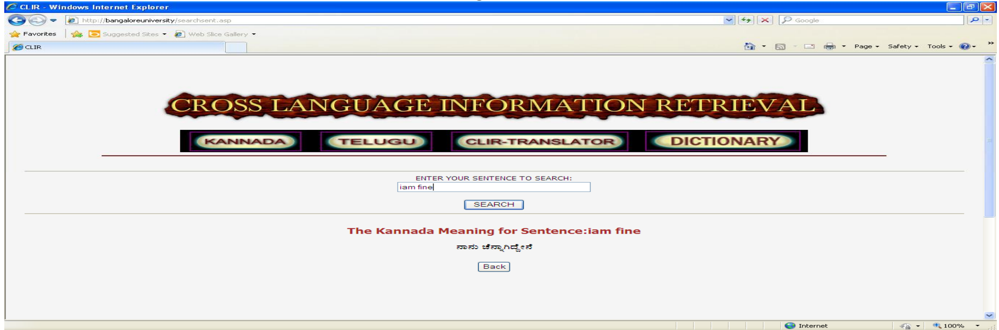 CLIR - Windows Internet Explorer
http://bangaloreuniversity/searchsent.asp
Google
Favorites
Suggested Sites
Web Slice Gallery
CLIR
Page
Safety
Tools
CROSS LANGUAGE INFORMATION RETRIEVAL
KANNADA TELUGU CLIR-TRANSLATOR DICTIONARY
ENTER YOUR SENTENCE TO SEARCH:
iam fine
SEARCH
The Kannada Meaning for Sentence:iam fine
ನಾನು ಚೆನ್ನಾಗಿದ್ದೇನೆ
Back
Internet
100%